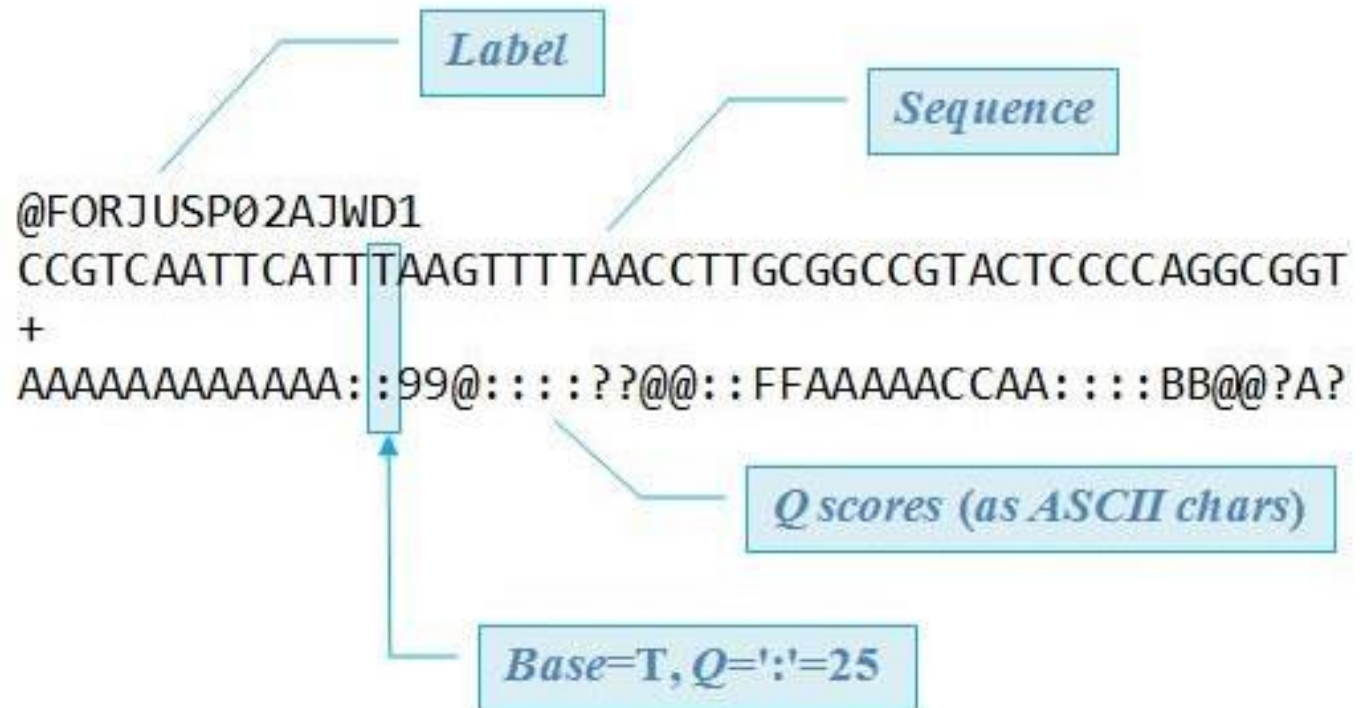 Label
Sequence
@FORJUSP02AJWD1
CCGTCAATTCATTTAAGTTTTAACCTTGCGGCCGTACTCCCCAGGCGGT
+
AAAAAAAAAAAA::99@::::??@@::FFAAAAACCAA::::BB@@?A?
Q scores (as ASCII chars)
Base=T, Q=':'=25